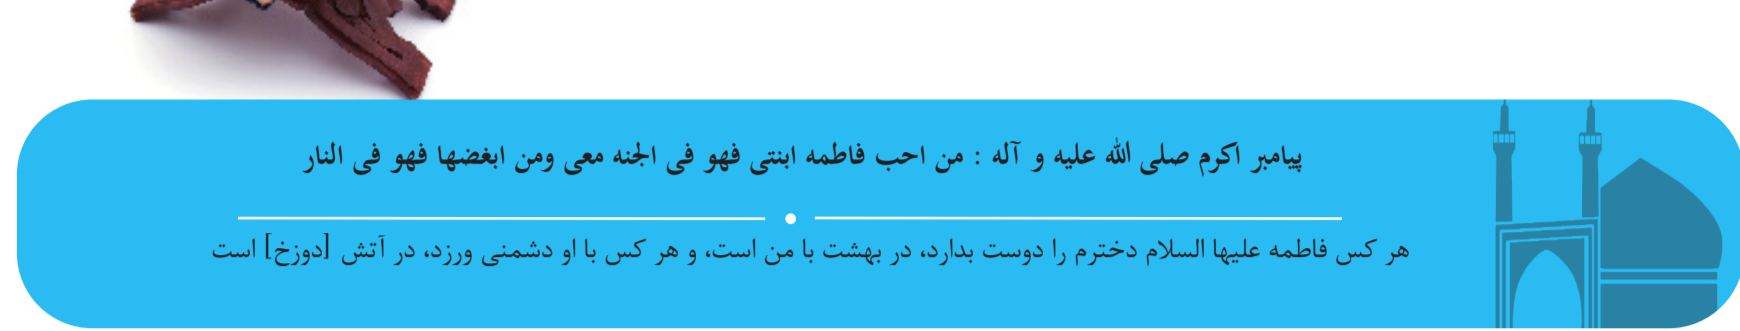 پیامبر اکرم صلی الله علیه و آله : من احب فاطمه ابنتی فهو فی الجنه معی ومن ابغضها فهو فی النار
هر کس فاطمه علیها السلام دخترم را دوست بدارد، در بهشت با من است، و هر کس با او دشمنی ورزد، در آتش [دوزخ] است